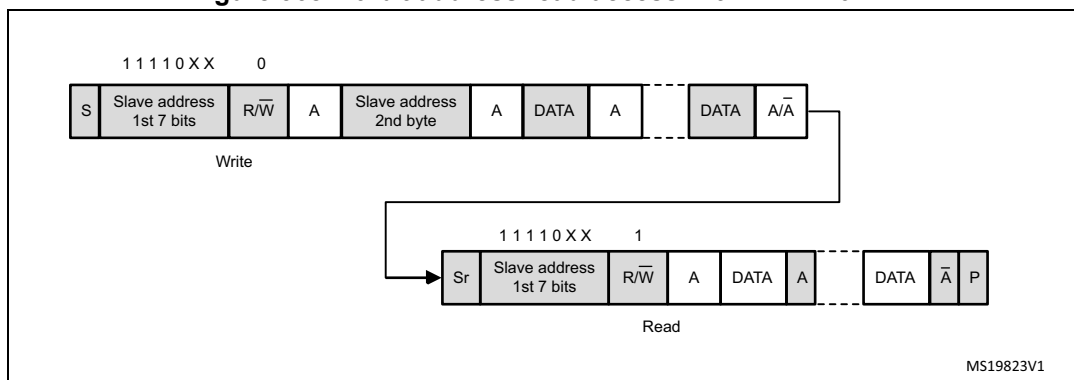 1 1 1 1 0 X X 0
S Slave address 1st 7 bits R/W̅ A Slave address 2nd byte A DATA A DATA A/A̅
Write
1 1 1 1 0 X X 1
Sr Slave address 1st 7 bits R/W̅ A DATA A DATA A̅ P
Read
MS19823V1